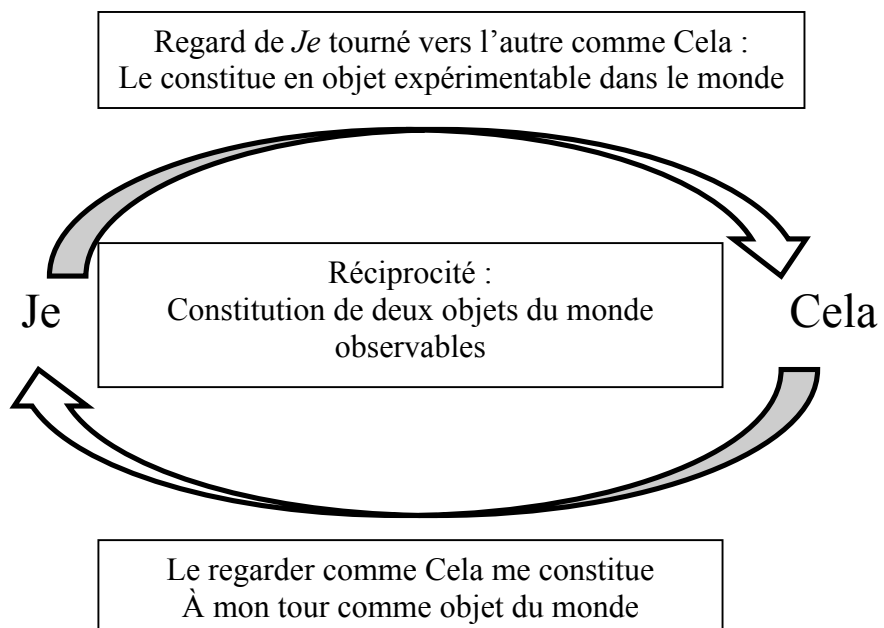 Regard de Je tourné vers l’autre comme Cela :
Le constitue en objet expérimentable dans le monde
Réciprocité :
Constitution de deux objets du monde
observables
Je
Cela
Le regarder comme Cela me constitue
À mon tour comme objet du monde